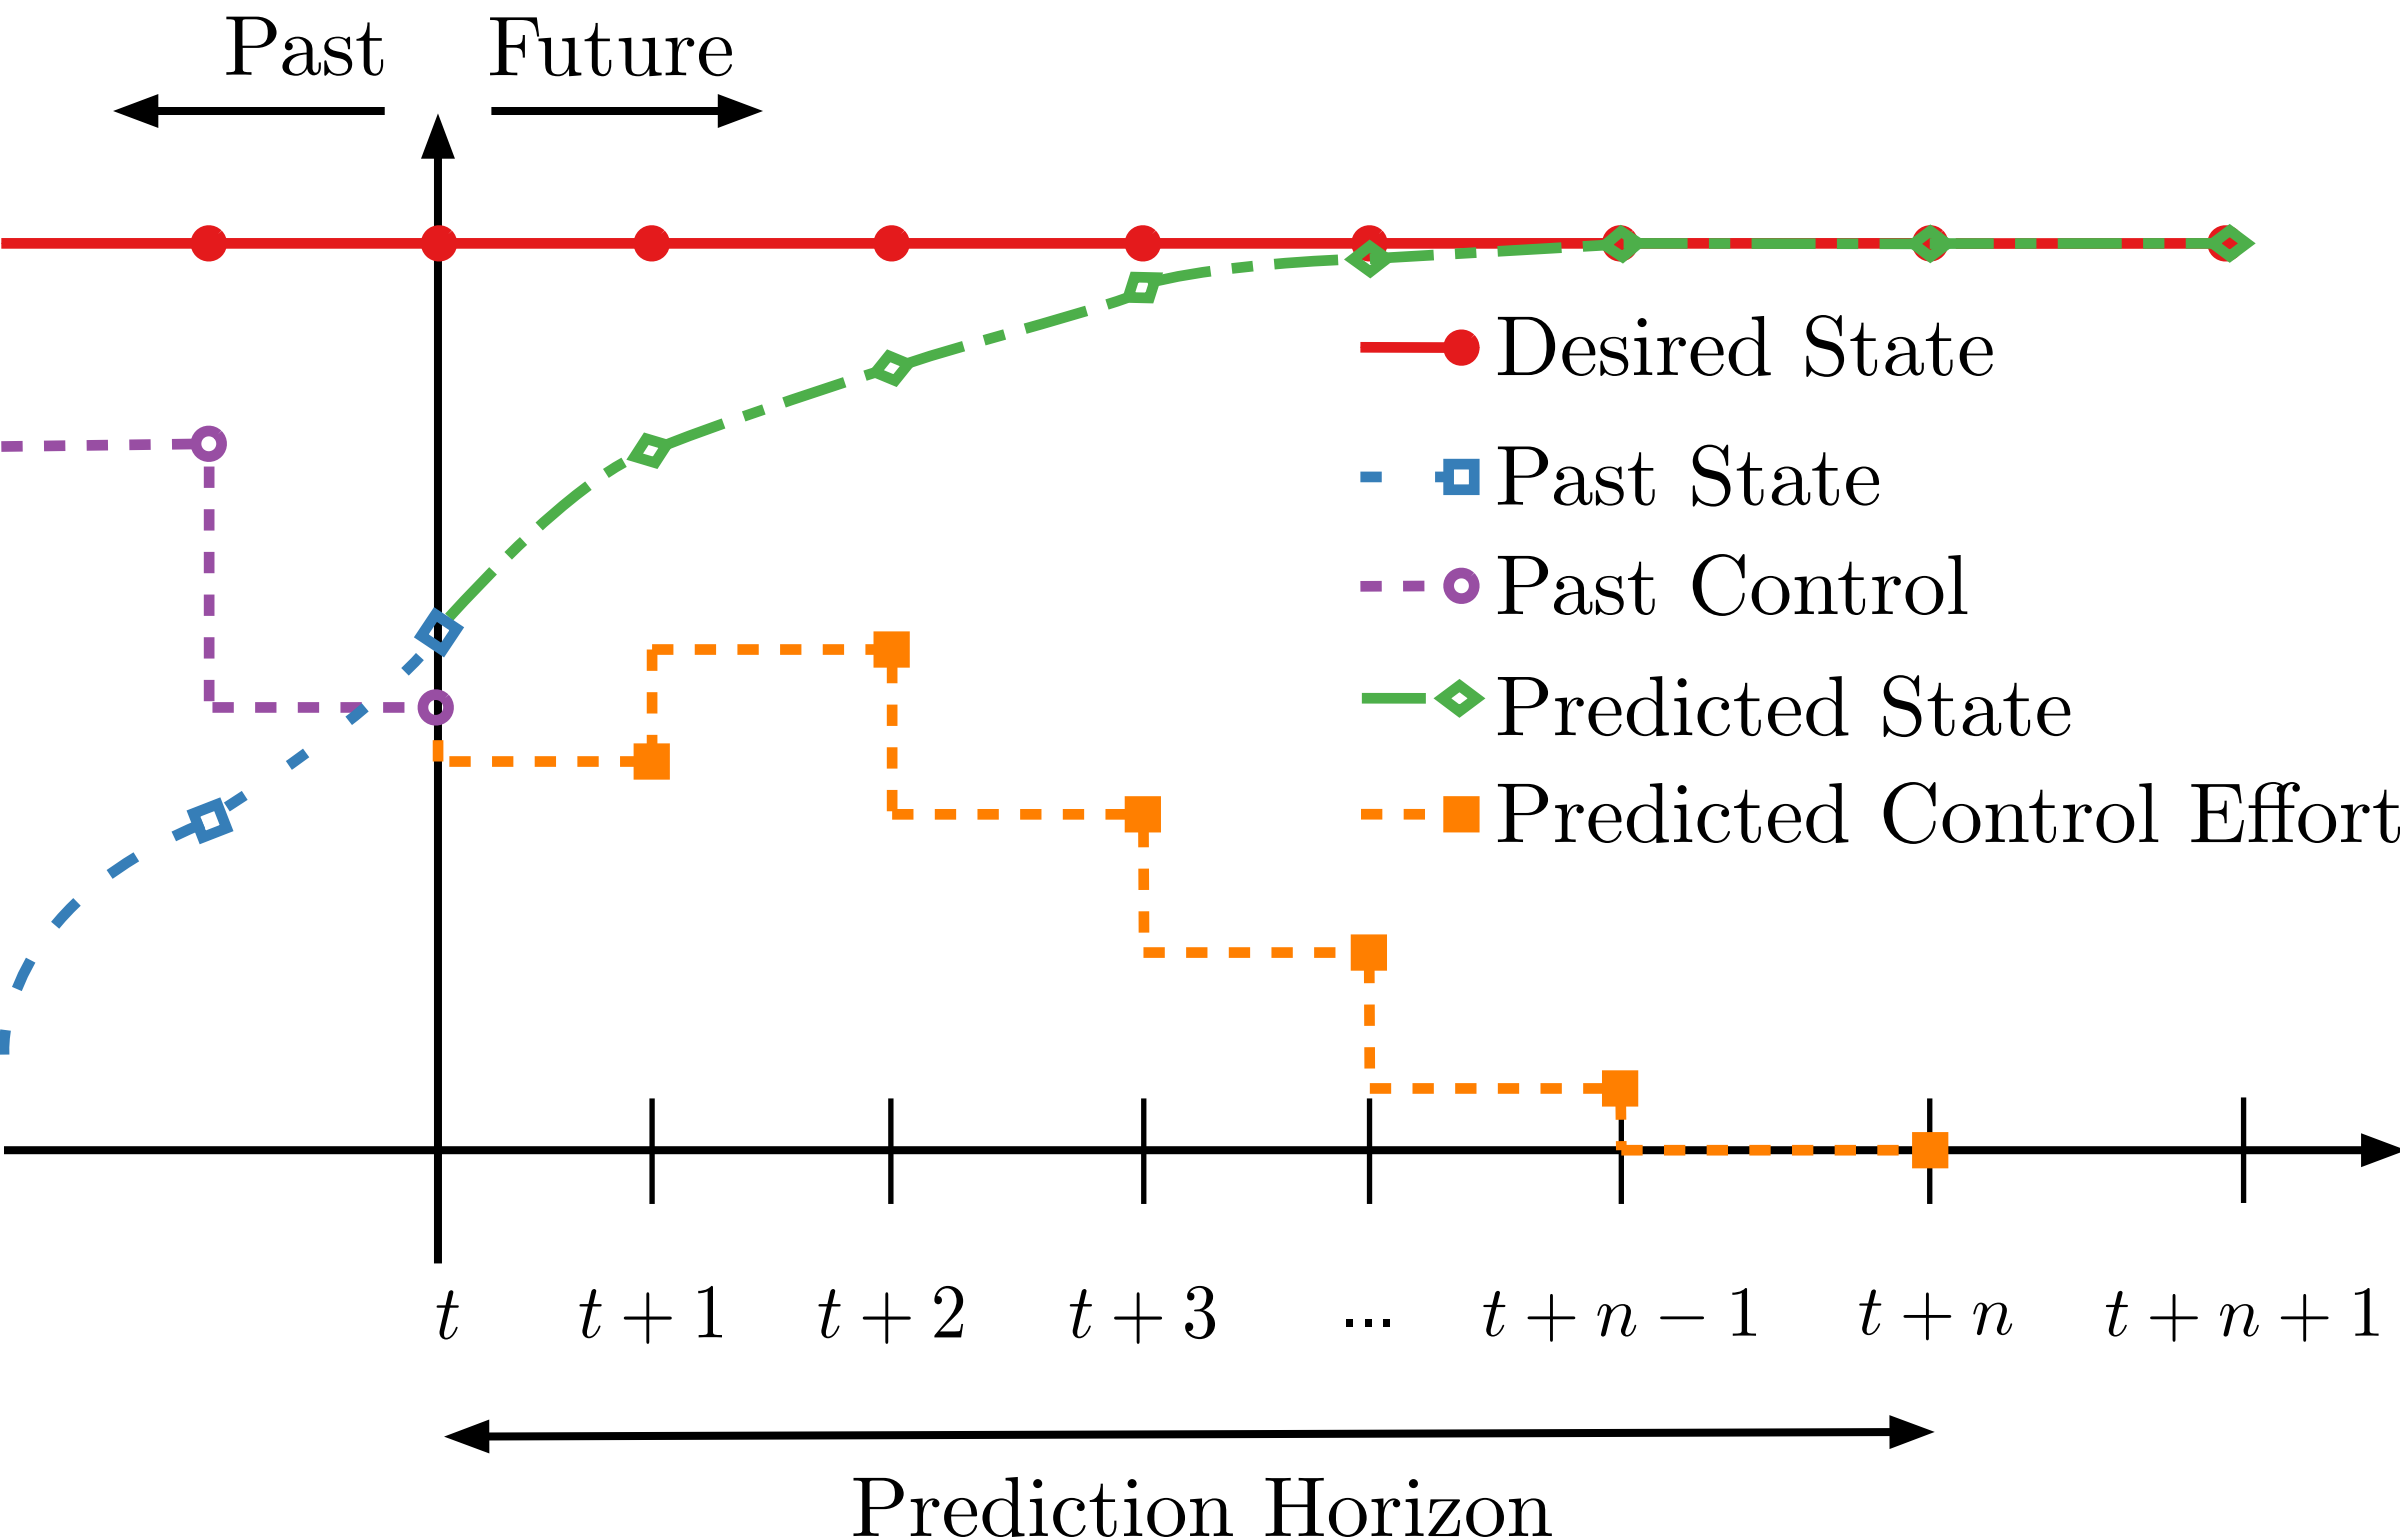 Past Future
Desired State
Past State
Past Control
Predicted State
Predicted Control Effort
t t + 1 t + 2 t + 3 ... t + n − 1 t + n t + n + 1
Prediction Horizon